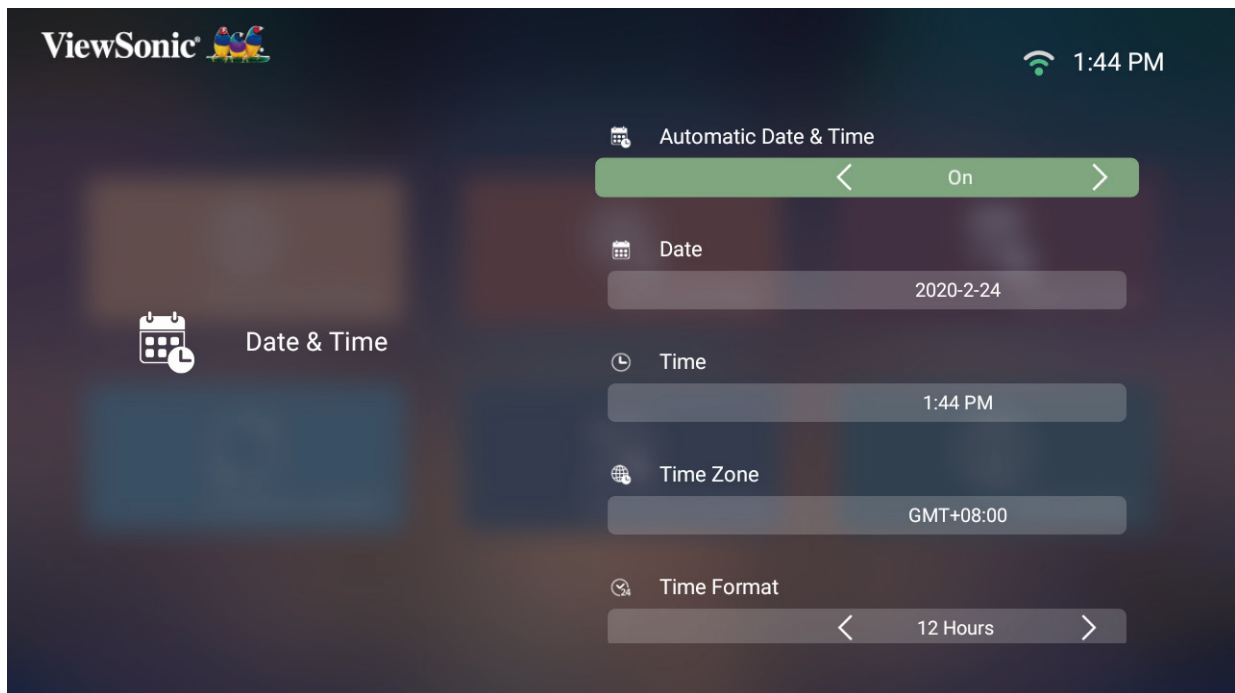 ViewSonic®
1:44 PM
Automatic Date & Time
On
Date
2020-2-24
Date & Time
Time
1:44 PM
Time Zone
GMT+08:00
24
Time Format
12 Hours